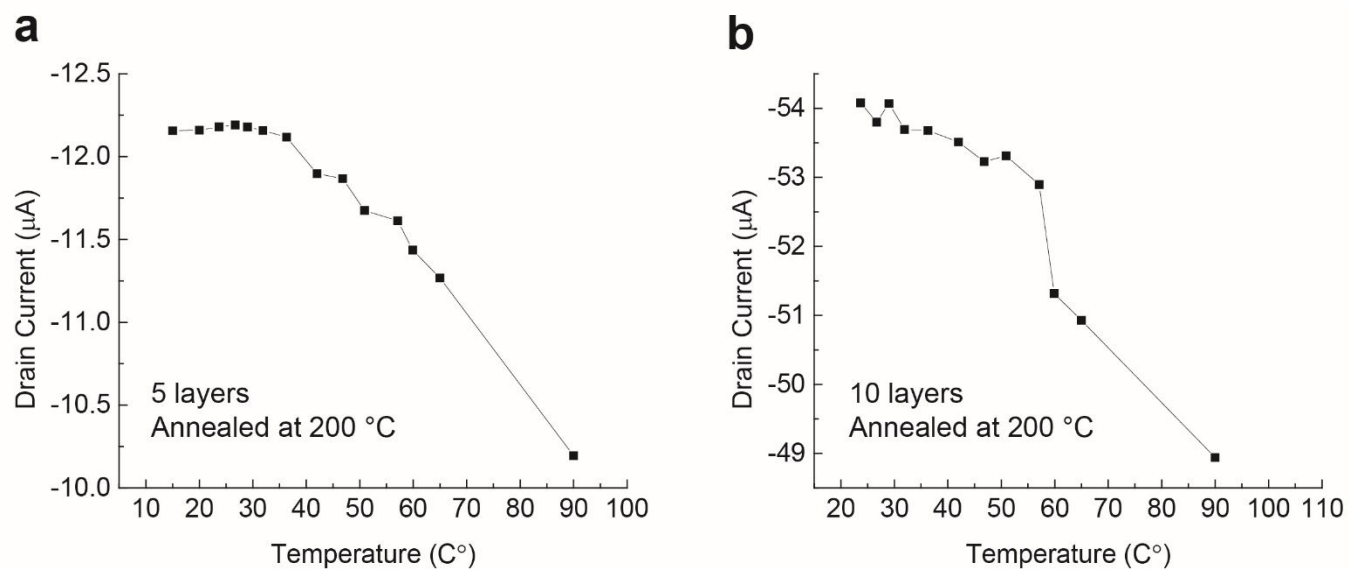 a
Drain Current (μA)
-12.5
-12.0
-11.5
-11.0
-10.5
-10.0
5 layers
Annealed at 200 °C
10 20 30 40 50 60 70 80 90 100
Temperature (C°)
b
Drain Current (μA)
-54
-53
-52
-51
-50
-49
10 layers
Annealed at 200 °C
20 30 40 50 60 70 80 90 100 110
Temperature (C°)